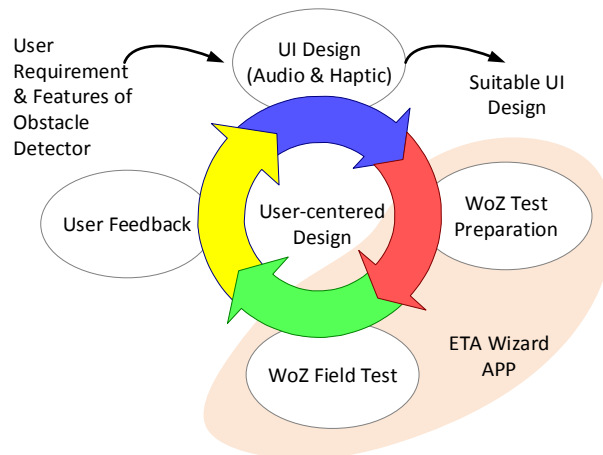 User
Requirement
& Features of
Obstacle
Detector
UI Design
(Audio & Haptic)
Suitable UI
Design
User Feedback
User-centered
Design
WoZ Test
Preparation
WoZ Field Test
ETA Wizard
APP